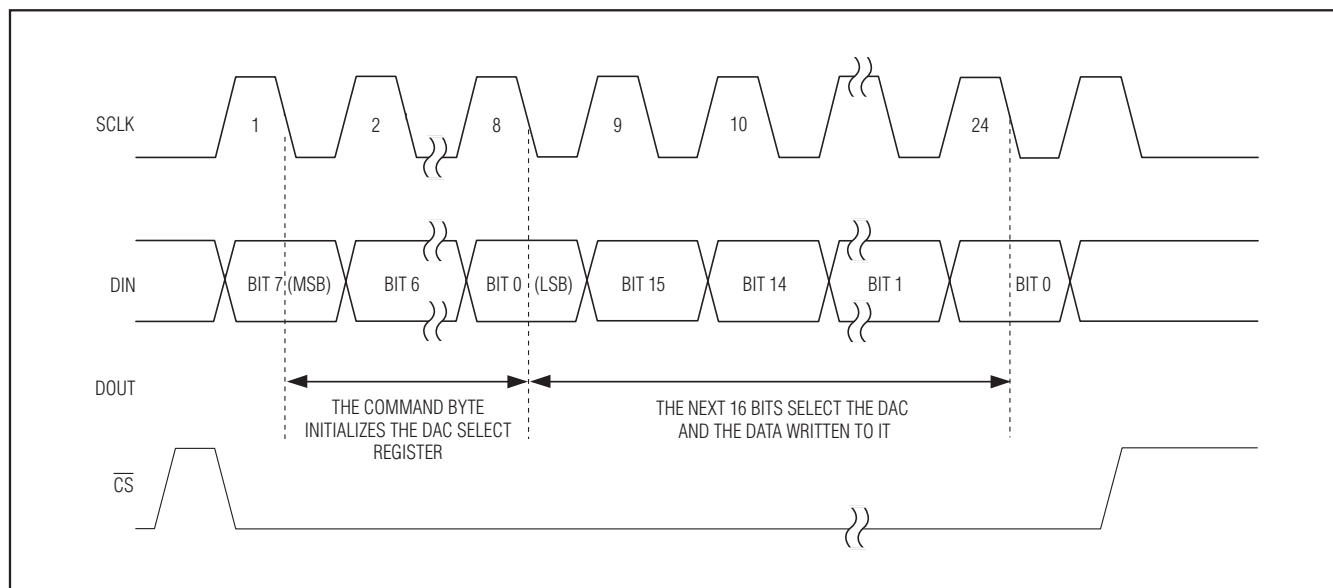 SCLK 1 2 8 9 10 24
DIN BIT 7 (MSB) BIT 6 BIT 0 (LSB) BIT 15 BIT 14 BIT 1 BIT 0
DOUT
THE COMMAND BYTE
INITIALIZES THE DAC SELECT
REGISTER
THE NEXT 16 BITS SELECT THE DAC
AND THE DATA WRITTEN TO IT
CS